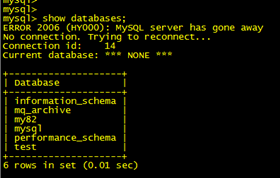 mysql>
mysql> show databases;
ERROR 2006 (HY000): MySQL server has gone away
No connection. Trying to reconnect...
Connection id:    14
Current database: *** NONE ***

+--------------------+
| Database           |
+--------------------+
| information_schema |
| mq_archive         |
| my82               |
| mysql              |
| performance_schema |
| test               |
+--------------------+
6 rows in set (0.01 sec)